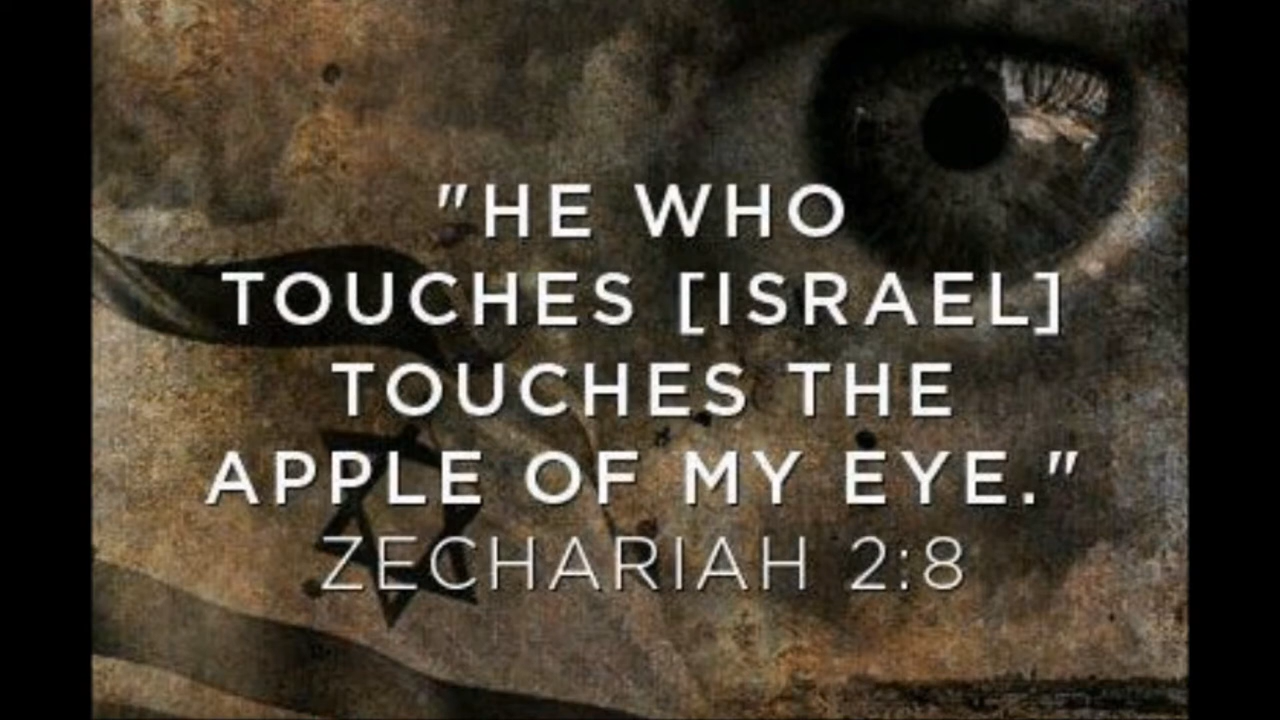 "HE WHO
TOUCHES [ISRAEL]
TOUCHES THE
APPLE OF MY EYE."
ZECHARIAH 2:8